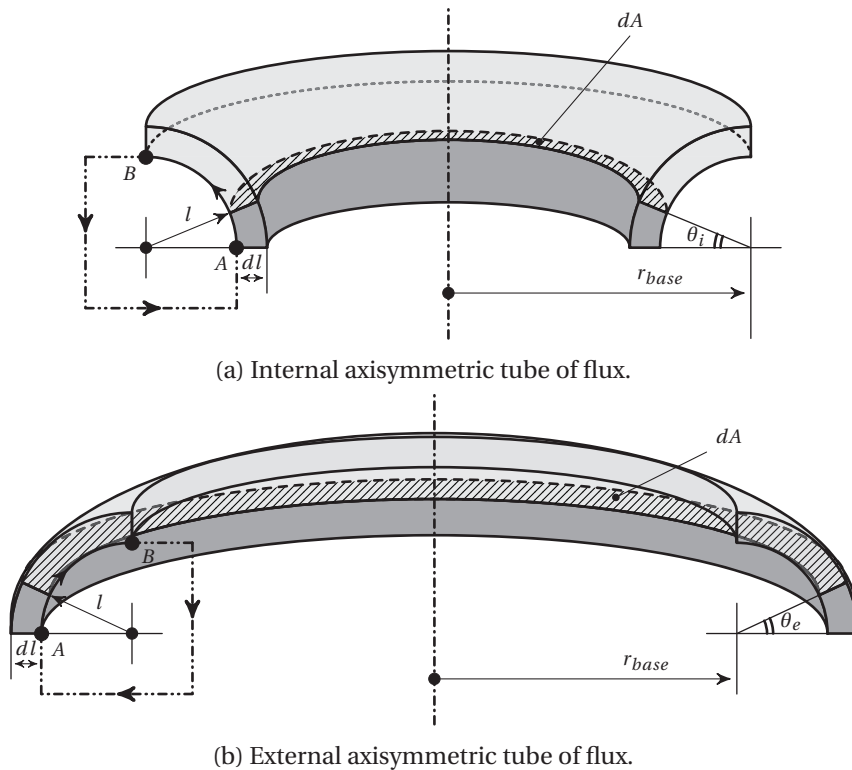 dA
B
l
θi
A
dl
rbase
(a) Internal axisymmetric tube of flux.
dA
B
l
θe
dl
A
rbase
(b) External axisymmetric tube of flux.